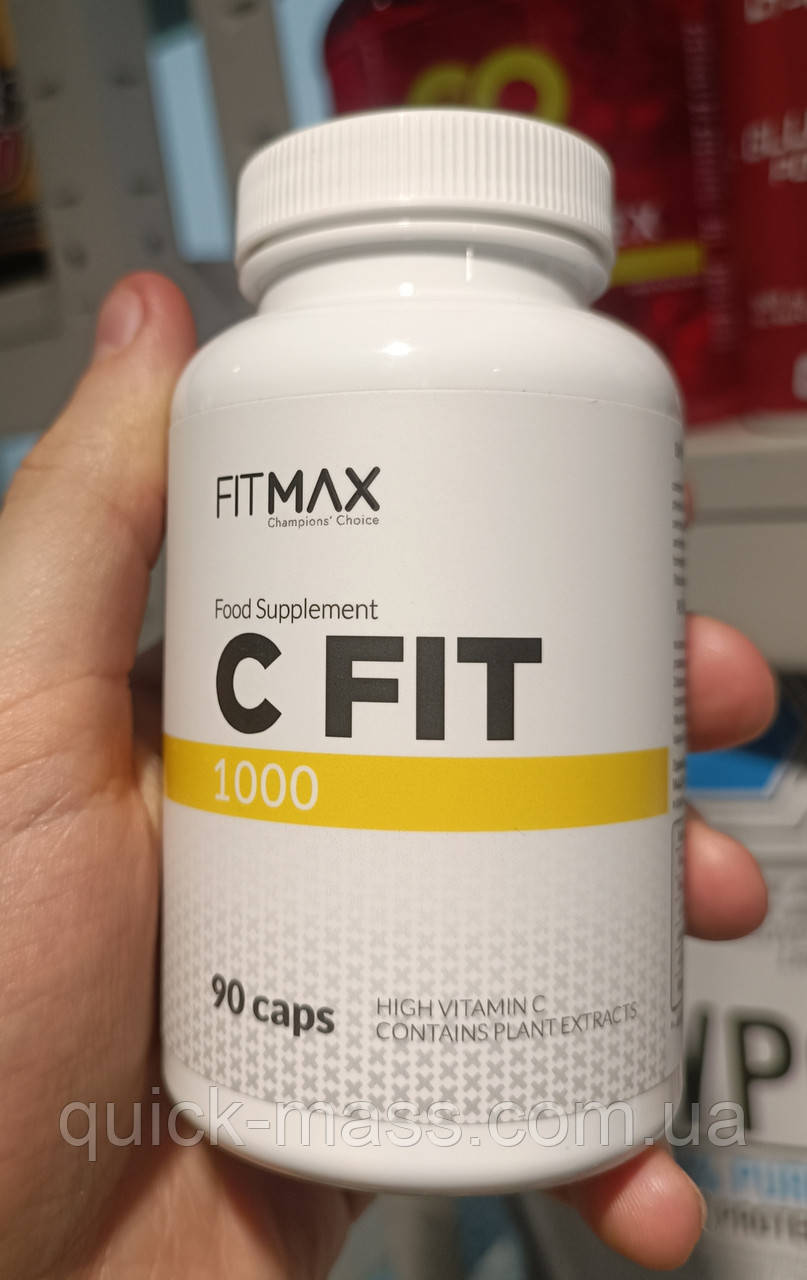 FITMAX
Champions' Choice
Food Supplement
C FIT
1000
90 caps
HIGH VITAMIN C
CONTAINS PLANT EXTRACTS
quick-mass.com.ua